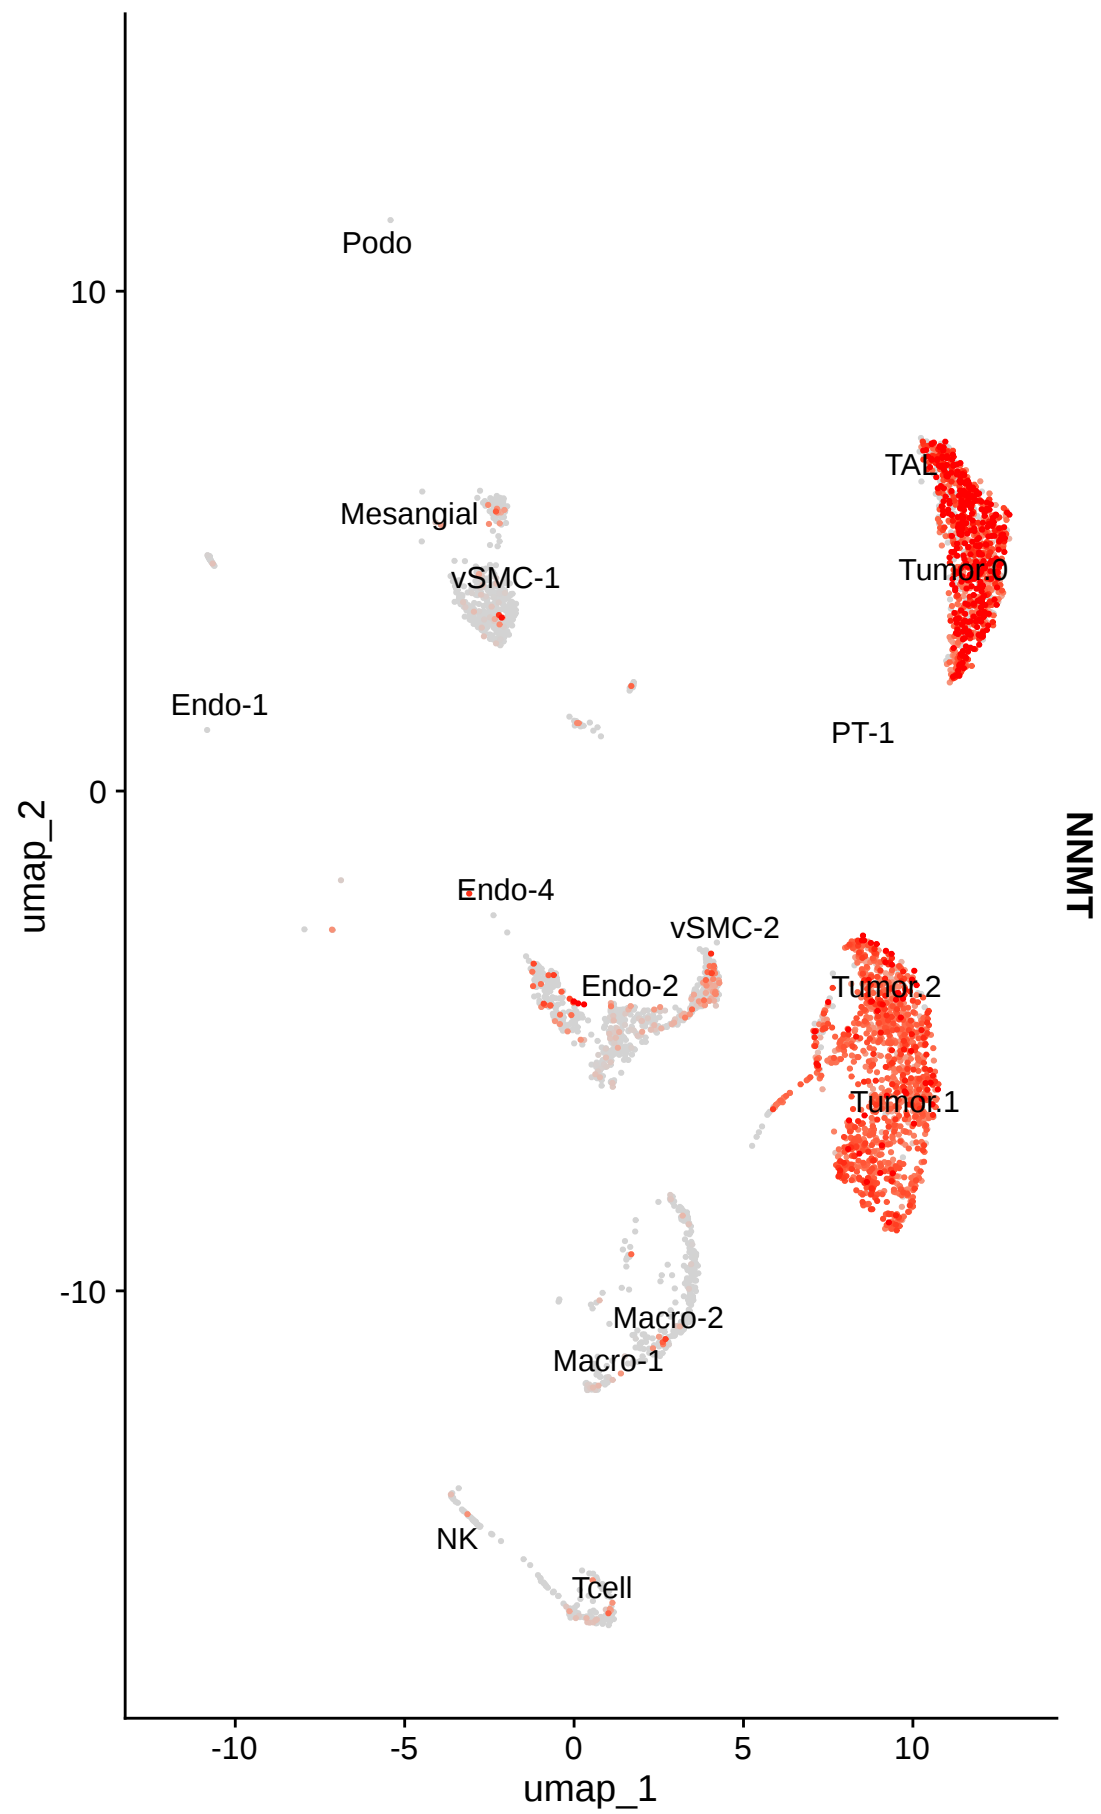 Podo
10
TAL
Mesangial
Tumor.0
vSMC-1
Endo-1
PT-1
0
umap_2
NNMT
Endo-4
vSMC-2
Endo-2
Tumor.2
Tumor.1
-10
Macro-2
Macro-1
NK
Tcell
-10
-5
0
5
10
umap_1